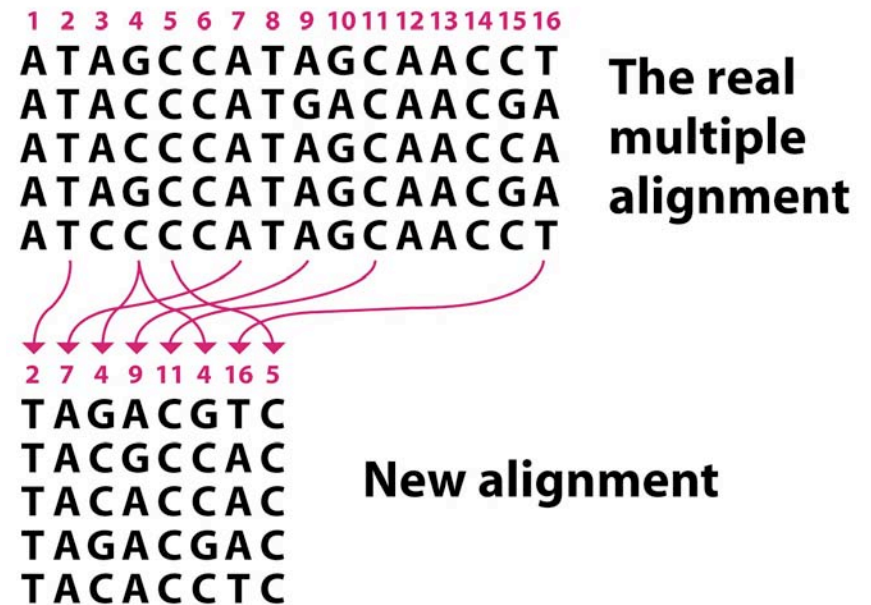 1 2 3 4 5 6 7 8 9 10 11 12 13 14 15 16
ATAGCCATAGCAACCT
ATACCCATGACAACGA
ATACCCATAGCAACCA
ATAGCCATAGCAACGA
ATCCCCATAGCAACCT
The real
multiple
alignment
2 7 4 9 11 4 16 5
TAGACGTC
TACGCCAC
TACACCAC
TAGACGAC
TACACCTC
New alignment